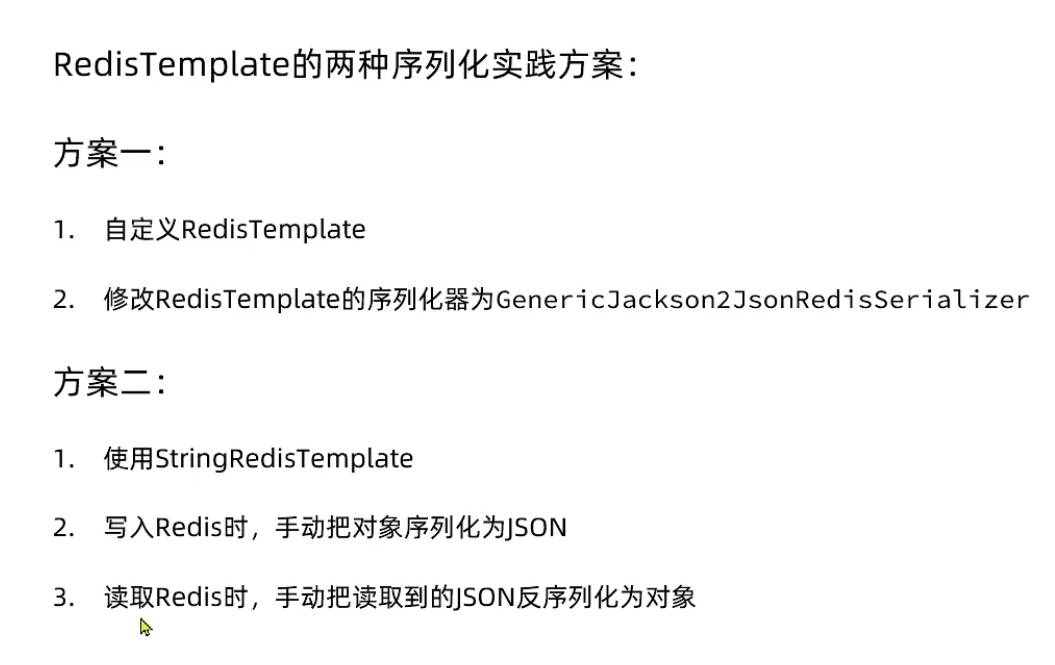 RedisTemplate的两种序列化实践方案：
方案一：
1. 自定义RedisTemplate
2. 修改RedisTemplate的序列化器为GenericJackson2JsonRedisSerializer
方案二：
1. 使用StringRedisTemplate
2. 写入Redis时，手动把对象序列化为JSON
3. 读取Redis时，手动把读取到的JSON反序列化为对象